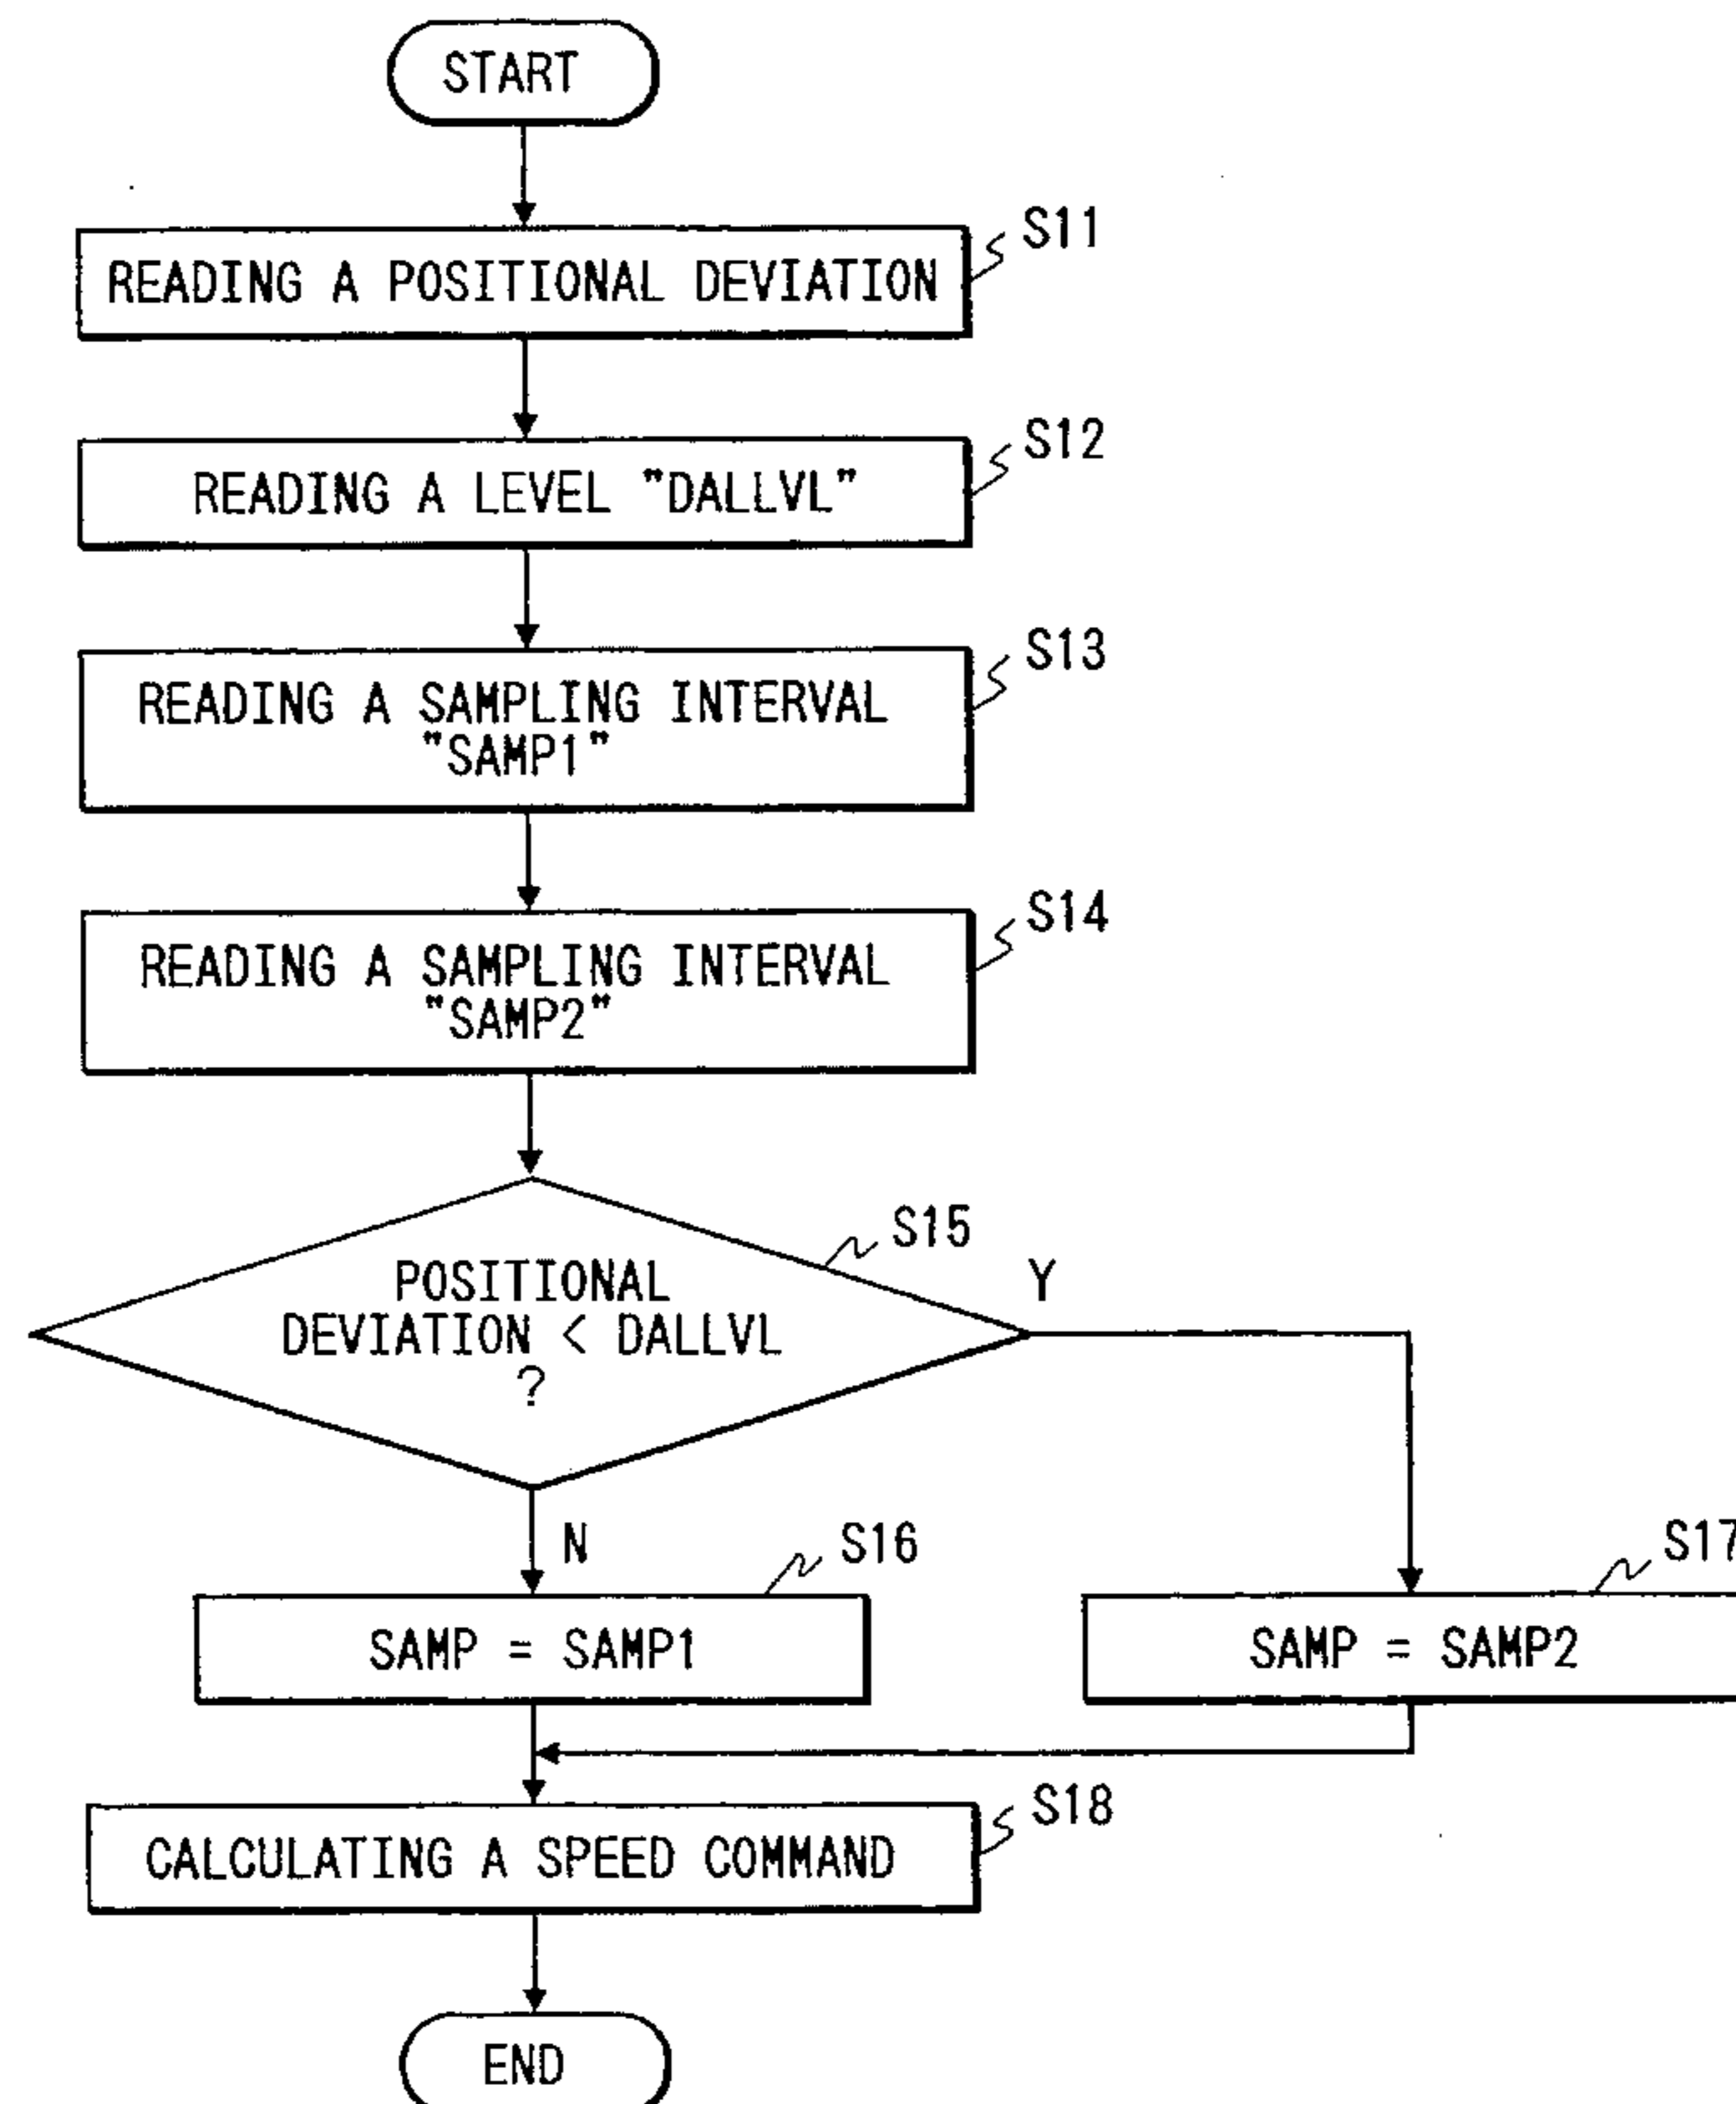 START
S11
READING A POSITIONAL DEVIATION
S12
READING A LEVEL "DALLVL"
S13
READING A SAMPLING INTERVAL
"SAMP1"
S14
READING A SAMPLING INTERVAL
"SAMP2"
S15
POSITIONAL
DEVIATION < DALLVL
?
Y
N
S16
S17
SAMP = SAMP1
SAMP = SAMP2
S18
CALCULATING A SPEED COMMAND
END